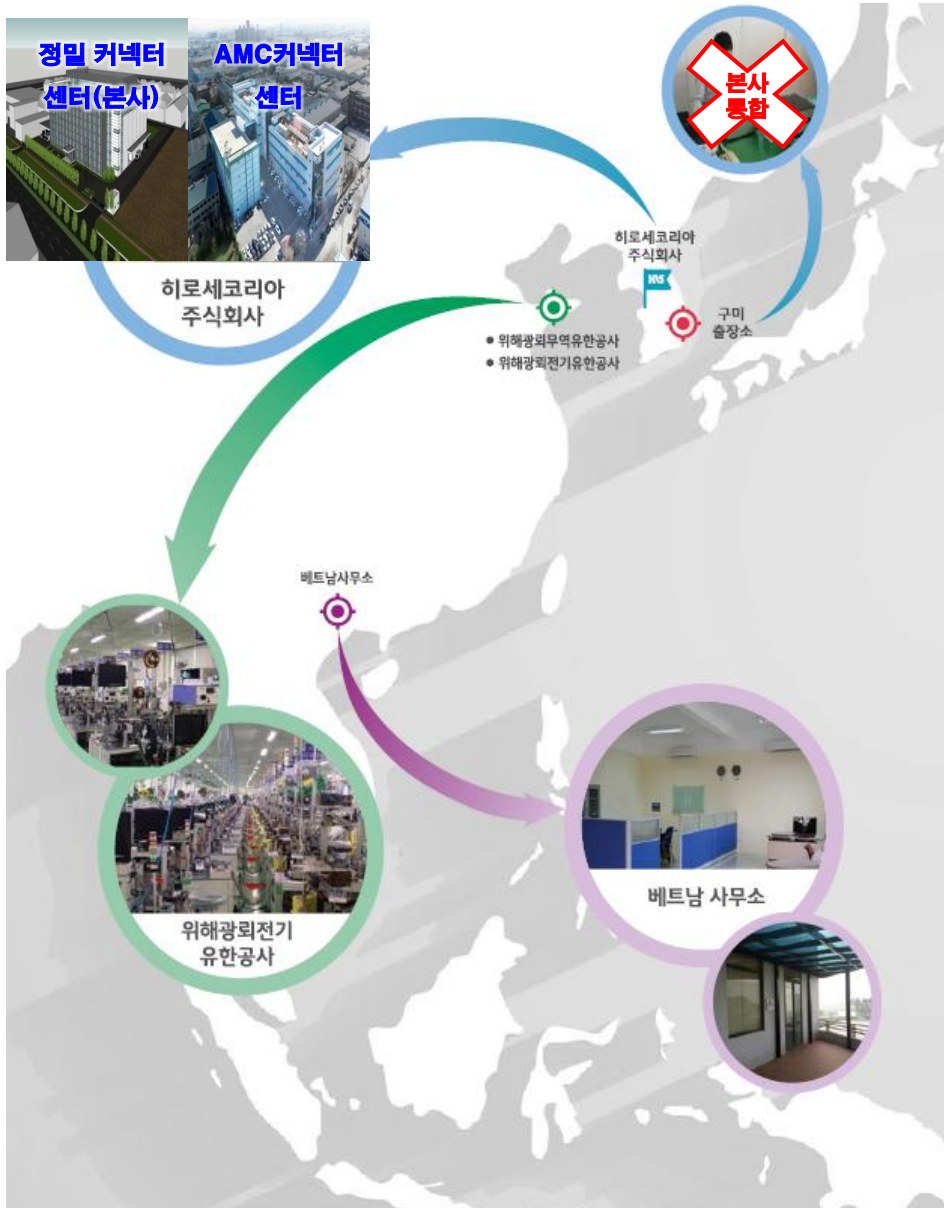 정밀 커넥터
센터(본사)
AMC커넥터
센터
본사
통합
히로세코리아
주식회사
HRS
구미
출장소
히로세코리아
주식회사
● 위해광뢰무역유한공사
● 위해광뢰전기유한공사
베트남사무소
위해광뢰전기
유한공사
베트남 사무소